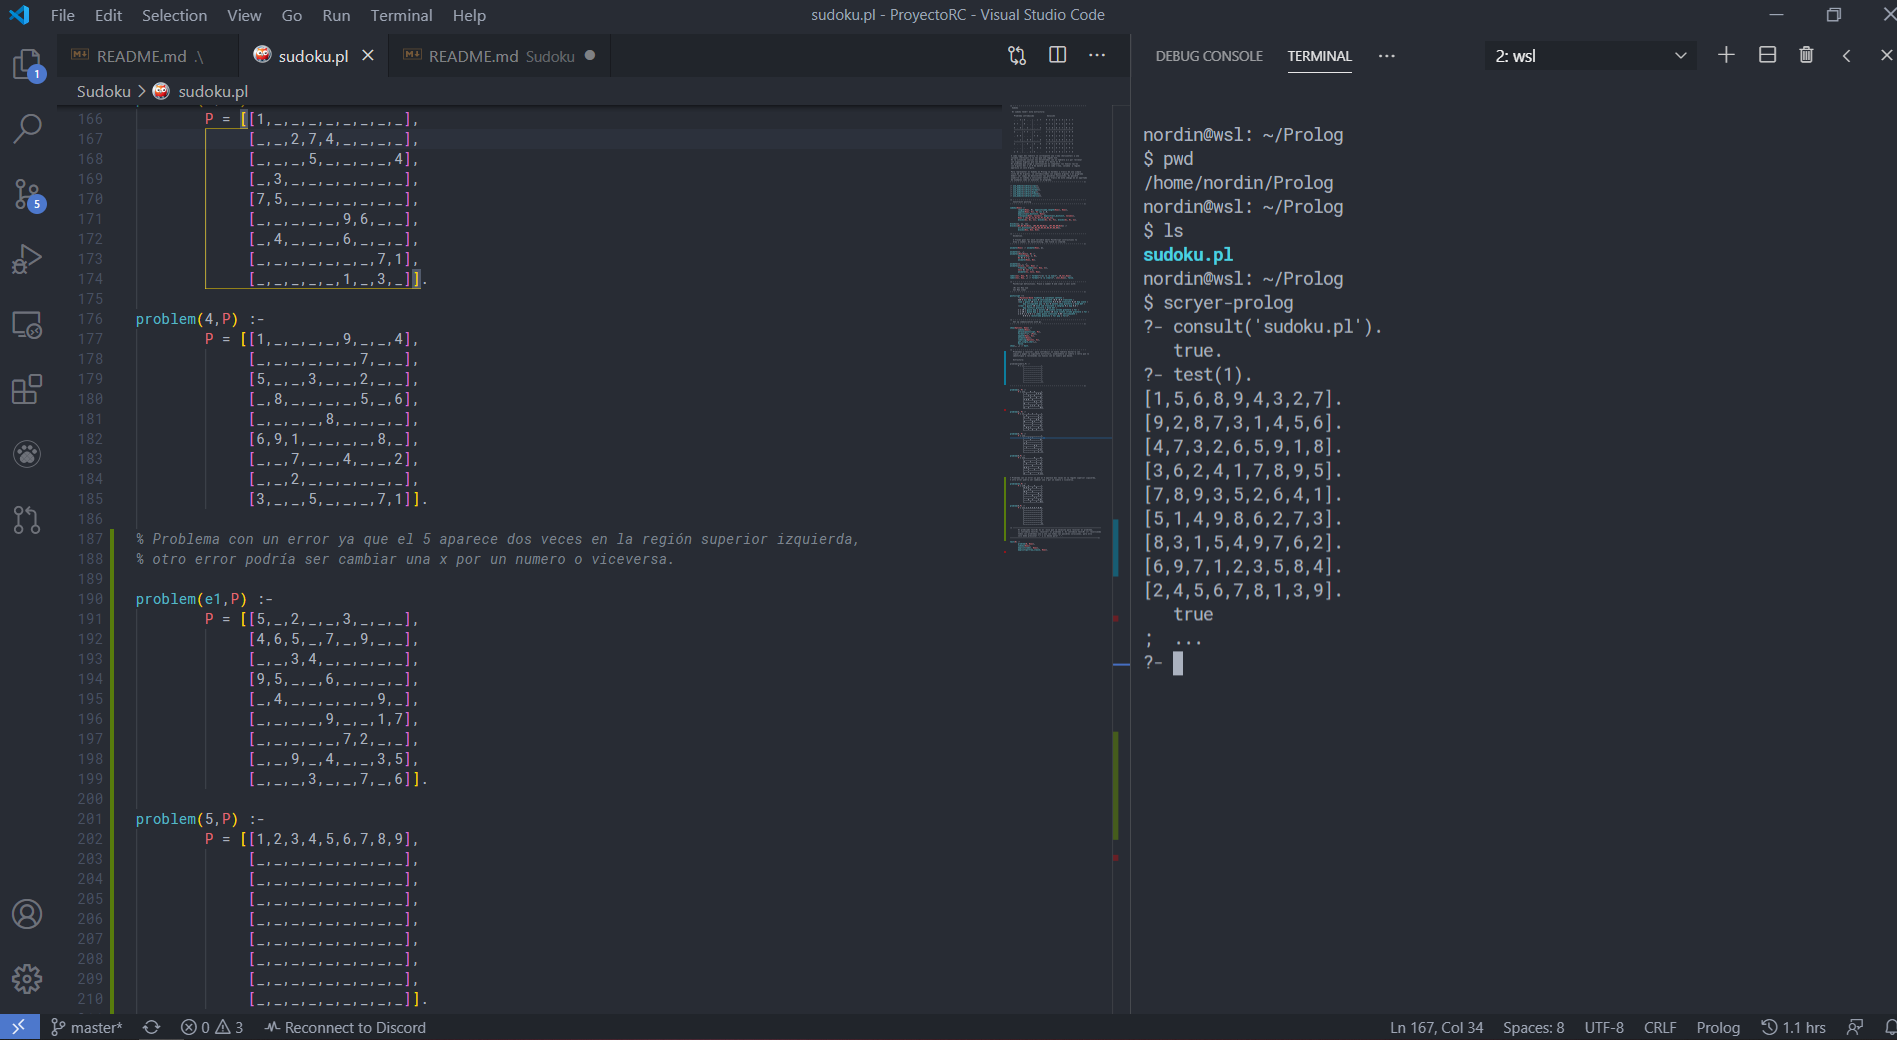 File Edit Selection View Go Run Terminal Help
sudoku.pl - ProyectoRC - Visual Studio Code
README.md .\
sudoku.pl
README.md Sudoku
Sudoku > sudoku.pl
166 P = [[1,_,_,_,_,_,_,_,_],
167 [_,_,2,7,4,_,_,_,_],
168 [_,_,_,5,_,_,_,_,4],
169 [_,3,_,_,_,_,_,_,_],
170 [7,5,_,_,_,_,_,_,_],
171 [_,_,_,_,_,9,6,_,_],
172 [_,4,_,_,_,6,_,_,_],
173 [_,_,_,_,_,_,_,7,1],
174 [_,_,_,_,_,1,_,3,_]].
175
176 problem(4,P) :-
177 P = [[1,_,_,_,_,9,_,_,4],
178 [_,_,_,_,_,_,7,_,_],
179 [5,_,_,3,_,_,2,_,_],
180 [_,8,_,_,_,_,5,_,6],
181 [_,_,_,_,8,_,_,_,_],
182 [6,9,1,_,_,_,_,8,_],
183 [_,_,7,_,_,4,_,_,2],
184 [_,_,2,_,_,_,_,_,_],
185 [3,_,_,5,_,_,_,7,1]].
186
187 % Problema con un error ya que el 5 aparece dos veces en la región superior izquierda,
188 % otro error podría ser cambiar una x por un numero o viceversa.
189
190 problem(e1,P) :-
191 P = [[5,_,2,_,_,3,_,_,_],
192 [4,6,5,_,7,_,9,_,_],
193 [_,_,3,4,_,_,_,_,_],
194 [9,5,_,_,6,_,_,_,_],
195 [_,4,_,_,_,_,_,9,_],
196 [_,_,_,_,9,_,_,1,7],
197 [_,_,_,_,_,7,2,_,_],
198 [_,_,9,_,4,_,_,3,5],
199 [_,_,_,3,_,_,7,_,6]].
200
201 problem(5,P) :-
202 P = [[1,2,3,4,5,6,7,8,9],
203 [_,_,_,_,_,_,_,_,_],
204 [_,_,_,_,_,_,_,_,_],
205 [_,_,_,_,_,_,_,_,_],
206 [_,_,_,_,_,_,_,_,_],
207 [_,_,_,_,_,_,_,_,_],
208 [_,_,_,_,_,_,_,_,_],
209 [_,_,_,_,_,_,_,_,_],
210 [_,_,_,_,_,_,_,_,_]].
DEBUG CONSOLE TERMINAL ... 2: wsl
nordin@wsl: ~/Prolog
$ pwd
/home/nordin/Prolog
nordin@wsl: ~/Prolog
$ ls
sudoku.pl
nordin@wsl: ~/Prolog
$ scryer-prolog
?- consult('sudoku.pl').
true.
?- test(1).
[1,5,6,8,9,4,3,2,7].
[9,2,8,7,3,1,4,5,6].
[4,7,3,2,6,5,9,1,8].
[3,6,2,4,1,7,8,9,5].
[7,8,9,3,5,2,6,4,1].
[5,1,4,9,8,6,2,7,3].
[8,3,1,5,4,9,7,6,2].
[6,9,7,1,2,3,5,8,4].
[2,4,5,6,7,8,1,3,9].
true
; ...
?-
1
5
master* 0 3 Reconnect to Discord Ln 167, Col 34 Spaces: 8 UTF-8 CRLF Prolog 1.1 hrs